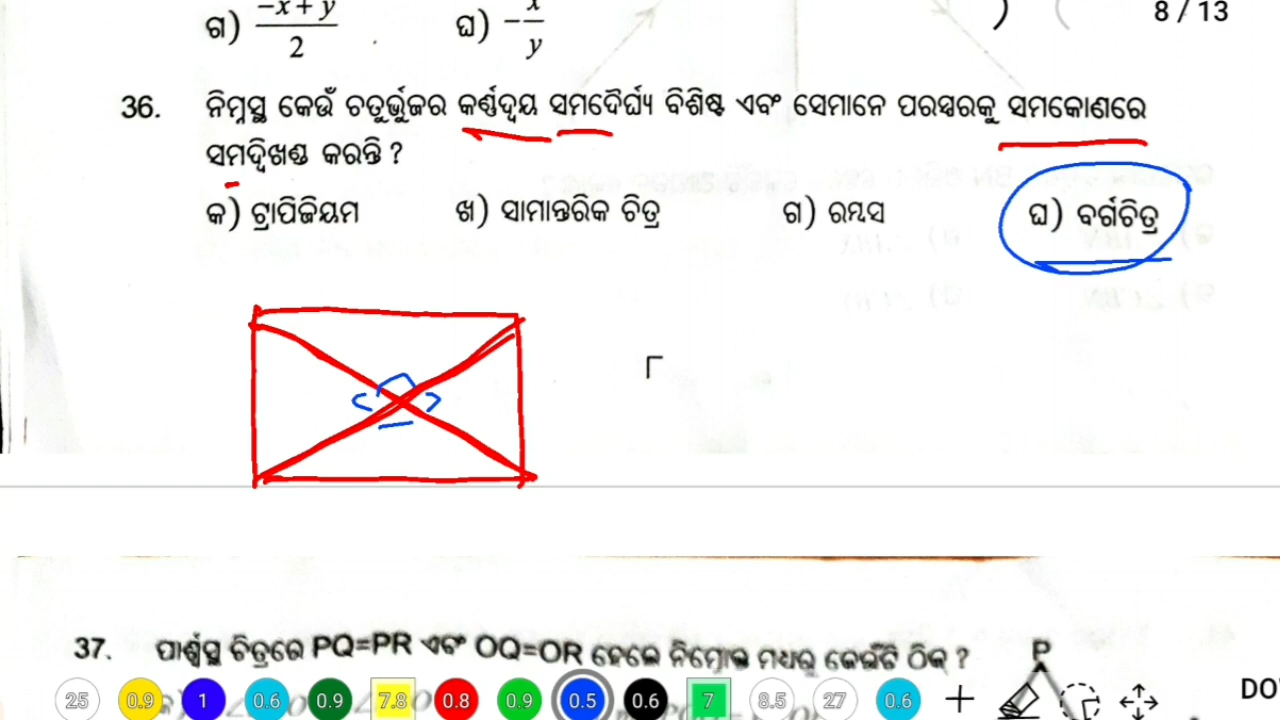 8 / 13
ଗ) −x + y / 2 ଘ) − x / y
36. ନିମ୍ନସ୍ଥ କେଉଁ ଚତୁର୍ଭୁଜର କର୍ଣ୍ଣଦ୍ୱୟ ସମଦୈର୍ଘ୍ୟ ବିଶିଷ୍ଟ ଏବଂ ସେମାନେ ପରସ୍ପରକୁ ସମକୋଣରେ
ସମଦ୍ୱିଖଣ୍ଡ କରନ୍ତି ?
କ) ଟ୍ରାପିଜିୟମ ଖ) ସାମାନ୍ତରିକ ଚିତ୍ର ଗ) ରମ୍ବସ ଘ) ବର୍ଗଚିତ୍ର
37. ପାର୍ଶ୍ୱସ୍ଥ ଚିତ୍ରରେ PQ=PR ଏବଂ OQ=OR ହେଲେ ନିମ୍ନୋକ୍ତ ମଧ୍ୟରୁ କେଉଁଟି ଠିକ୍ ?
P
25 0.9 1 0.6 0.9 7.8 0.8 0.9 0.5 0.6 7 8.5 27 0.6